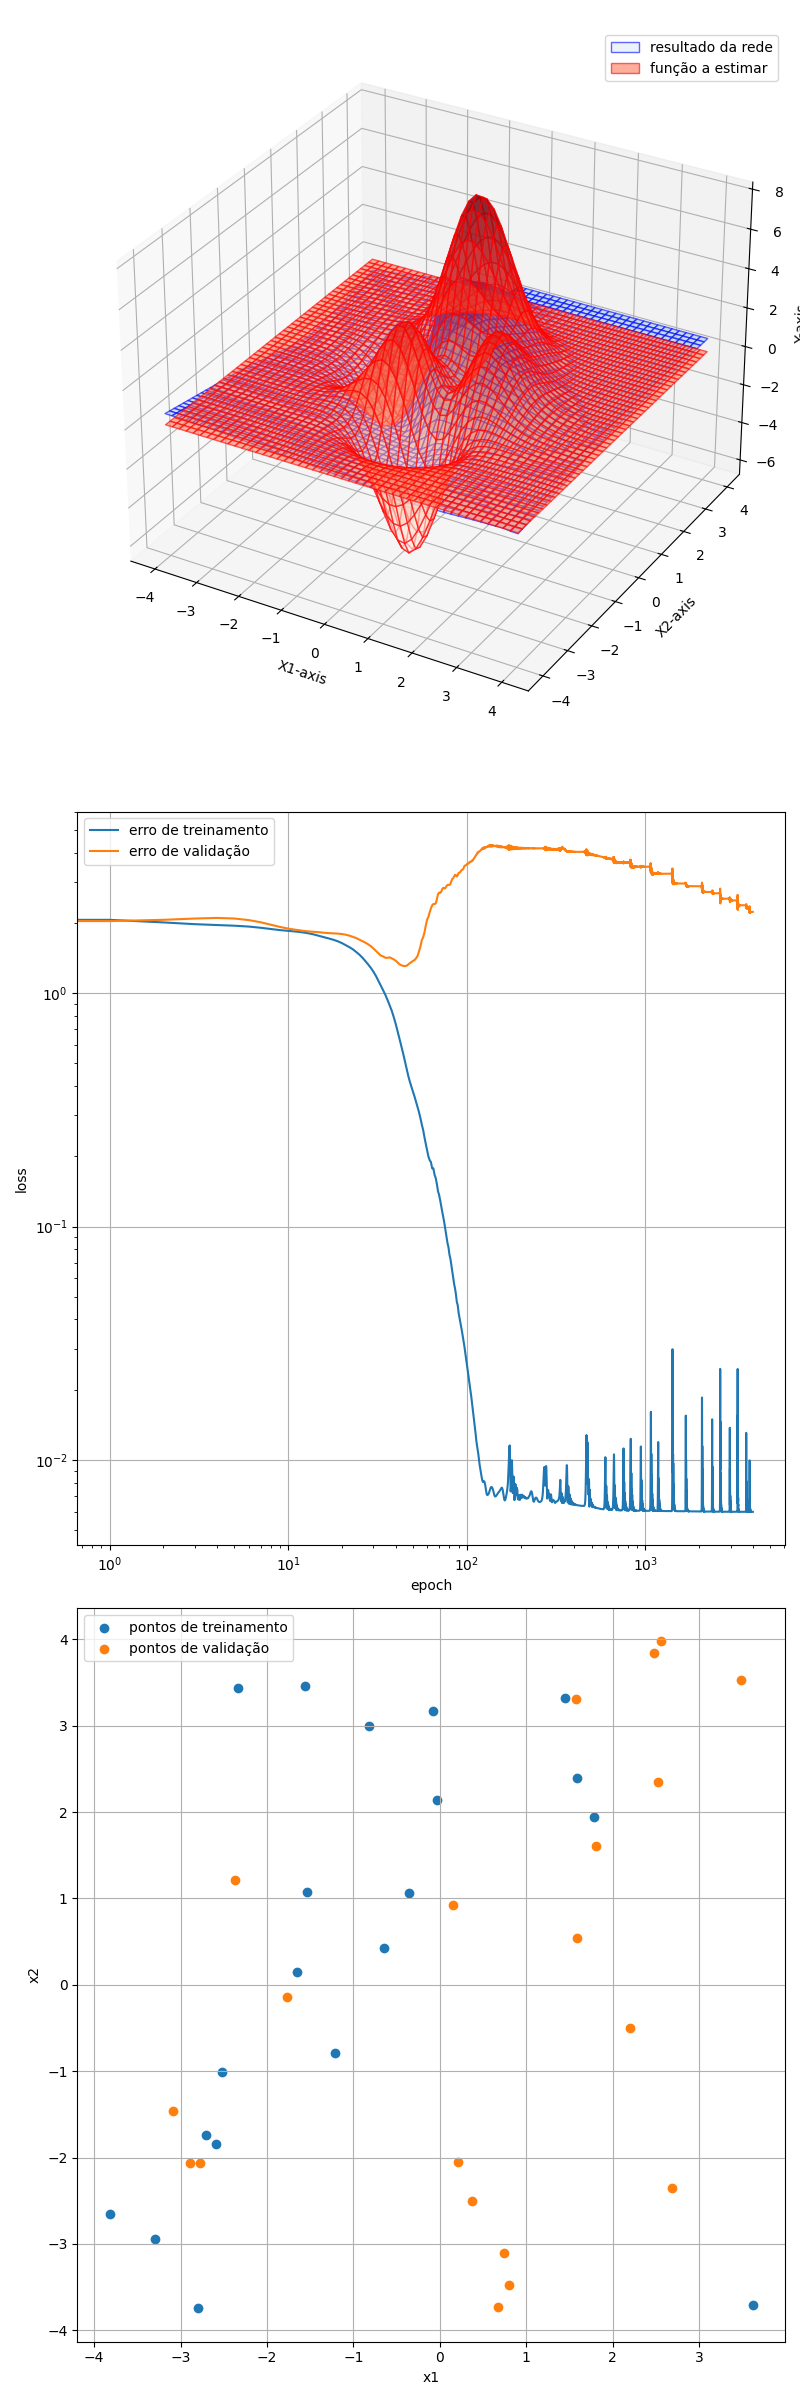 resultado da rede
função a estimar
8
6
4
2
0
−2
−4
−6
4
3
2
1
0
−1
−2
−3
−4
X2-axis
−4
−3
−2
−1
0
1
2
3
4
X1-axis
erro de treinamento
erro de validação
10⁰
10⁻¹
10⁻²
loss
10⁰ 10¹ 10² 10³
epoch
pontos de treinamento
pontos de validação
4
3
2
1
0
−1
−2
−3
−4
x2
−4 −3 −2 −1 0 1 2 3
x1